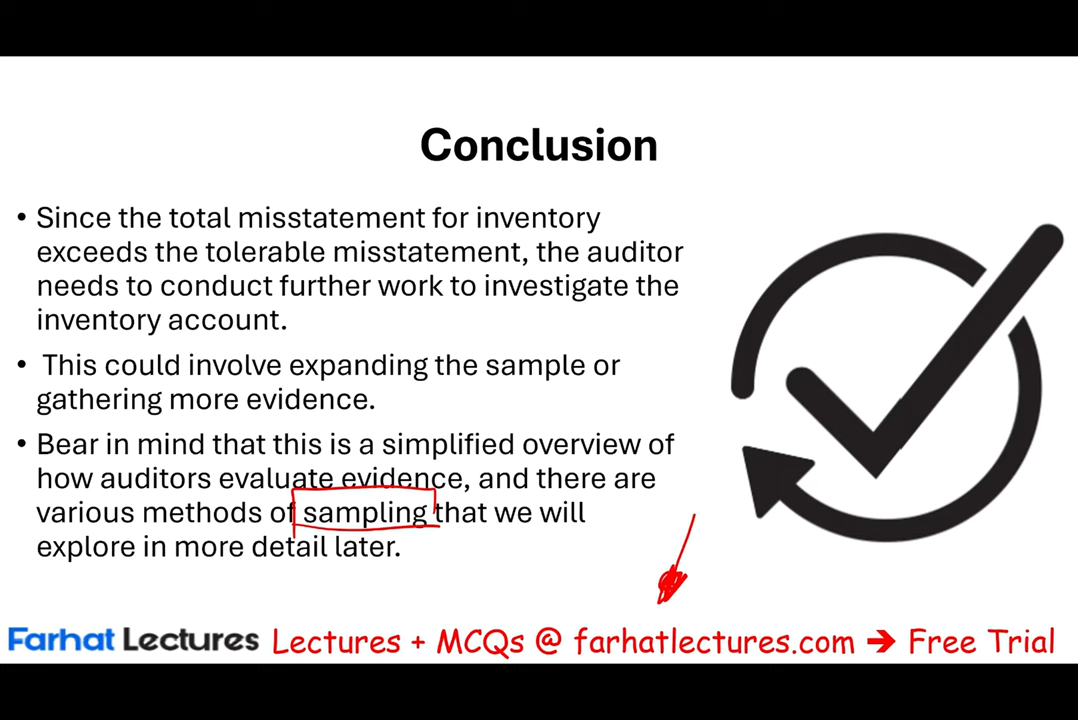 Conclusion
• Since the total misstatement for inventory
exceeds the tolerable misstatement, the auditor
needs to conduct further work to investigate the
inventory account.
• This could involve expanding the sample or
gathering more evidence.
• Bear in mind that this is a simplified overview of
how auditors evaluate evidence, and there are
various methods of sampling that we will
explore in more detail later.
Farhat Lectures Lectures + MCQs @ farhatlectures.com → Free Trial